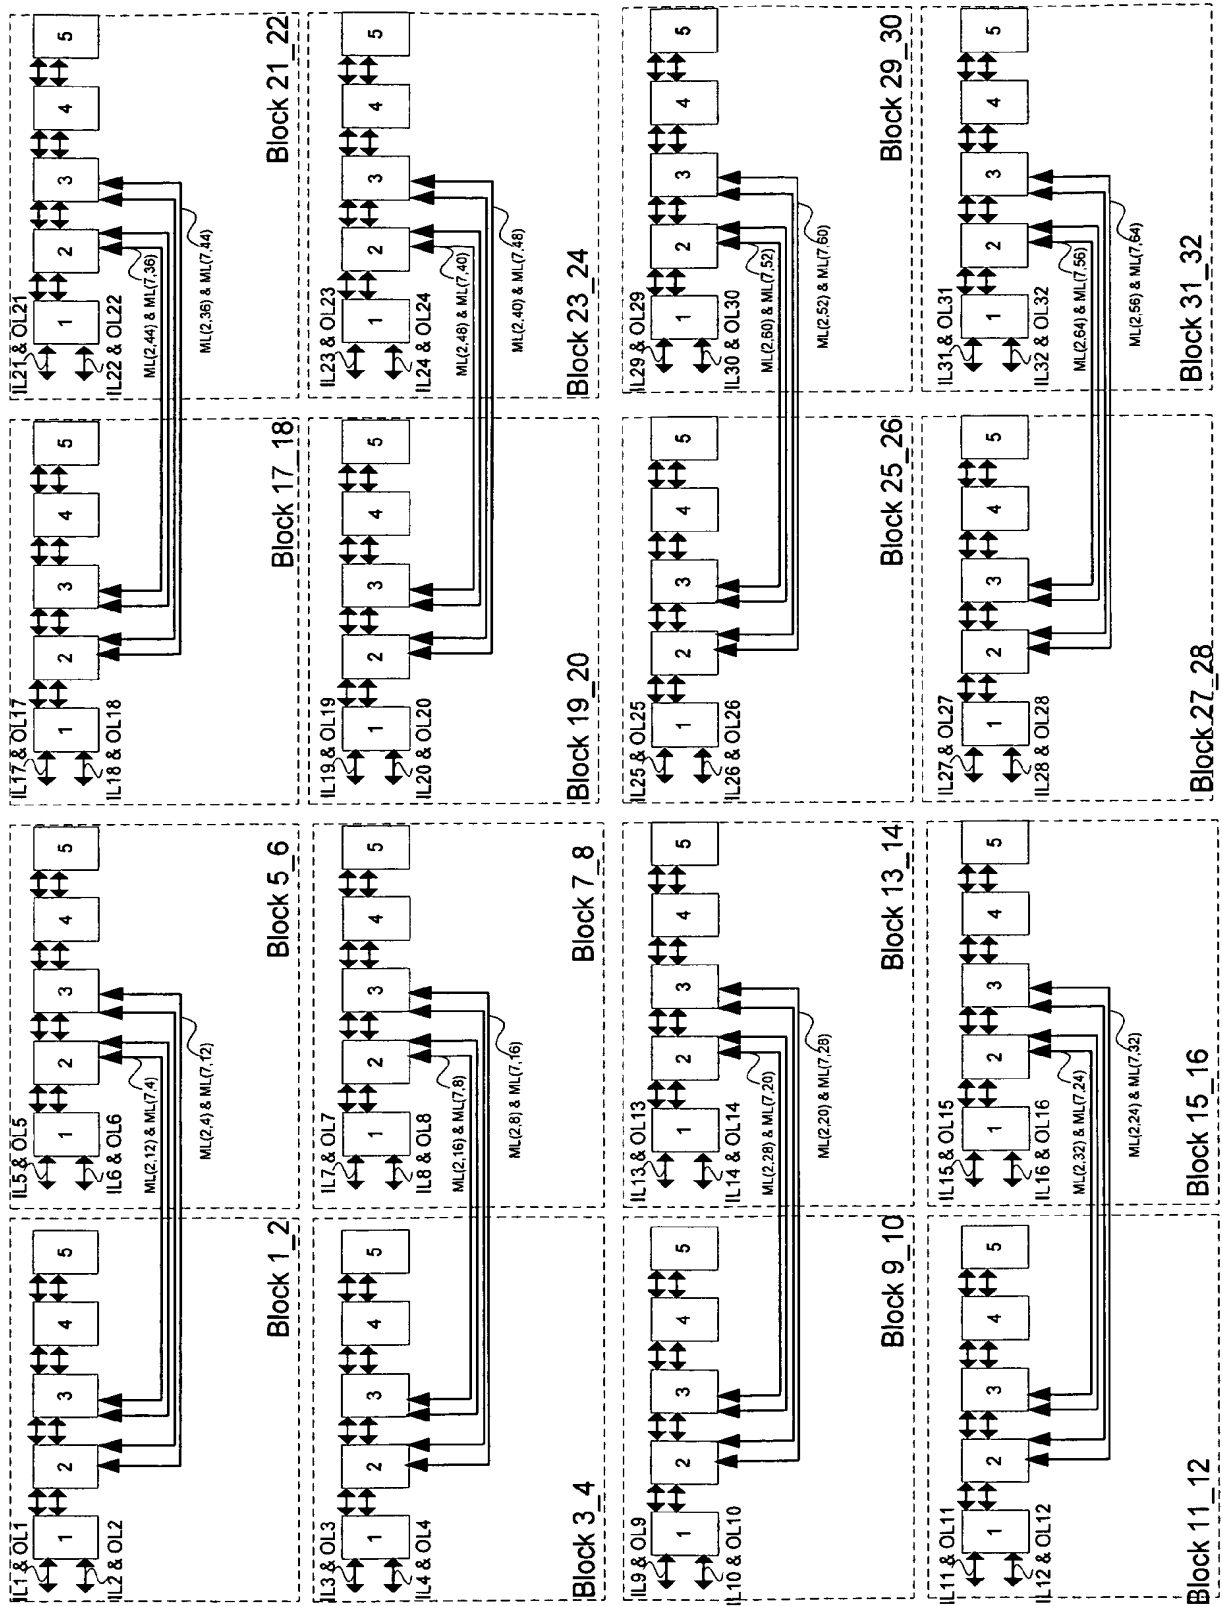 IL1 & OL1
1
2
3
4
5
IL2 & OL2
Block 1_2
IL5 & OL5
1
2
3
4
5
IL6 & OL6
ML(2,12) & ML(7,4)
ML(2,4) & ML(7,12)
Block 5_6
IL17 & OL17
1
2
3
4
5
IL18 & OL18
Block 17_18
IL21 & OL21
1
2
3
4
5
IL22 & OL22
ML(2,44) & ML(7,36)
ML(2,36) & ML(7,44)
Block 21_22
IL3 & OL3
1
2
3
4
5
IL4 & OL4
Block 3_4
IL7 & OL7
1
2
3
4
5
IL8 & OL8
ML(2,16) & ML(7,8)
ML(2,8) & ML(7,16)
Block 7_8
IL19 & OL19
1
2
3
4
5
IL20 & OL20
Block 19_20
IL23 & OL23
1
2
3
4
5
IL24 & OL24
ML(2,48) & ML(7,40)
ML(2,40) & ML(7,48)
Block 23_24
IL9 & OL9
1
2
3
4
5
IL10 & OL10
Block 9_10
IL13 & OL13
1
2
3
4
5
IL14 & OL14
ML(2,28) & ML(7,20)
ML(2,20) & ML(7,28)
Block 13_14
IL25 & OL25
1
2
3
4
5
IL26 & OL26
Block 25_26
IL29 & OL29
1
2
3
4
5
IL30 & OL30
ML(2,60) & ML(7,52)
ML(2,52) & ML(7,60)
Block 29_30
IL11 & OL11
1
2
3
4
5
IL12 & OL12
Block 11_12
IL15 & OL15
1
2
3
4
5
IL16 & OL16
ML(2,32) & ML(7,24)
ML(2,24) & ML(7,32)
Block 15_16
IL27 & OL27
1
2
3
4
5
IL28 & OL28
Block 27_28
IL31 & OL31
1
2
3
4
5
IL32 & OL32
ML(2,64) & ML(7,56)
ML(2,56) & ML(7,64)
Block 31_32